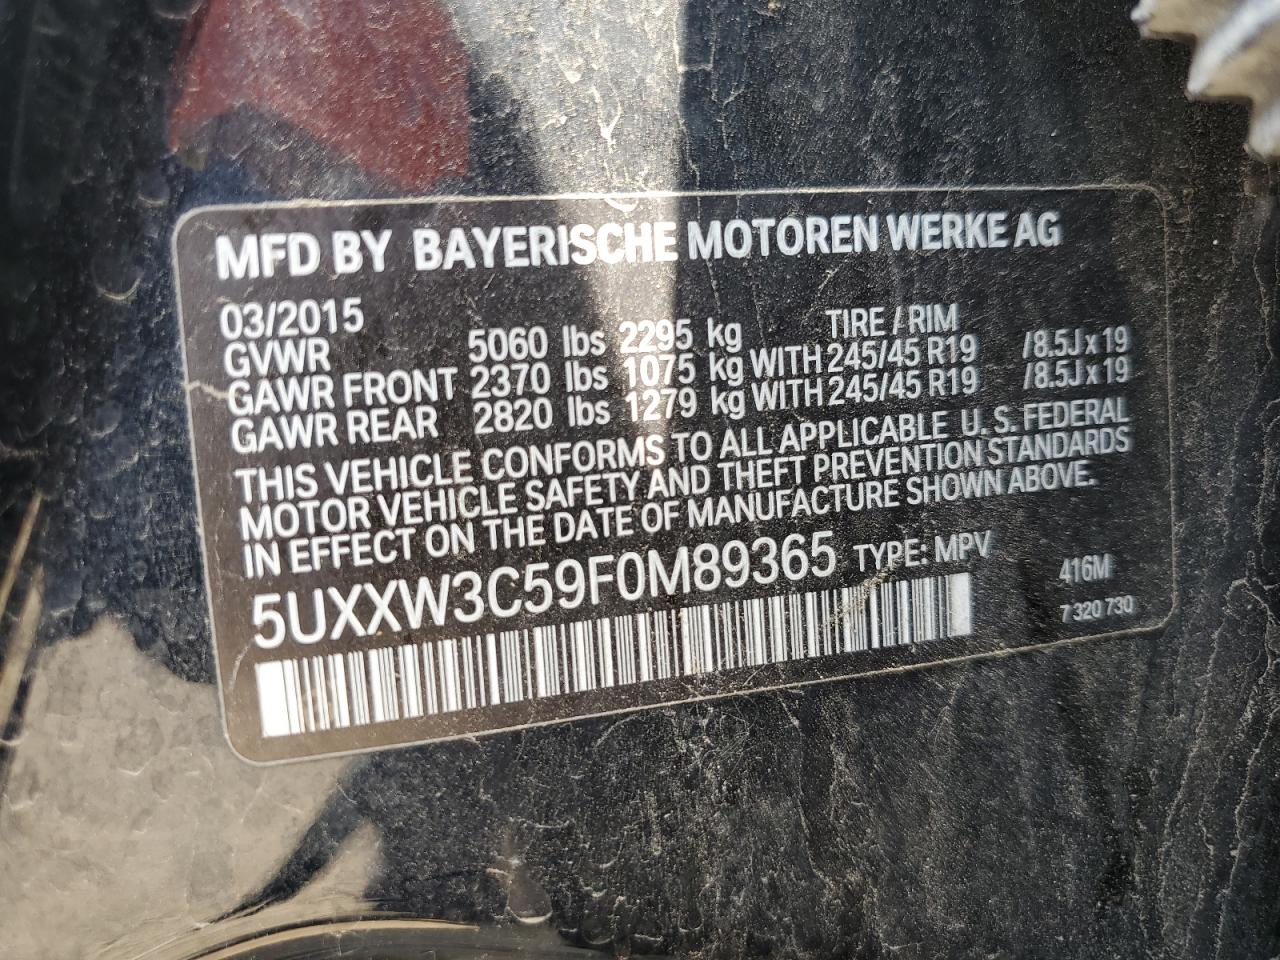 MFD BY BAYERISCHE MOTOREN WERKE AG
03/2015 TIRE / RIM
GVWR 5060 lbs 2295 kg
GAWR FRONT 2370 lbs 1075 kg WITH 245/45 R19 /8.5J x 19
GAWR REAR 2820 lbs 1279 kg WITH 245/45 R19 /8.5J x 19
THIS VEHICLE CONFORMS TO ALL APPLICABLE U. S. FEDERAL
MOTOR VEHICLE SAFETY AND THEFT PREVENTION STANDARDS
IN EFFECT ON THE DATE OF MANUFACTURE SHOWN ABOVE.
5UXXW3C59F0M89365 TYPE: MPV
416M
7 320 730